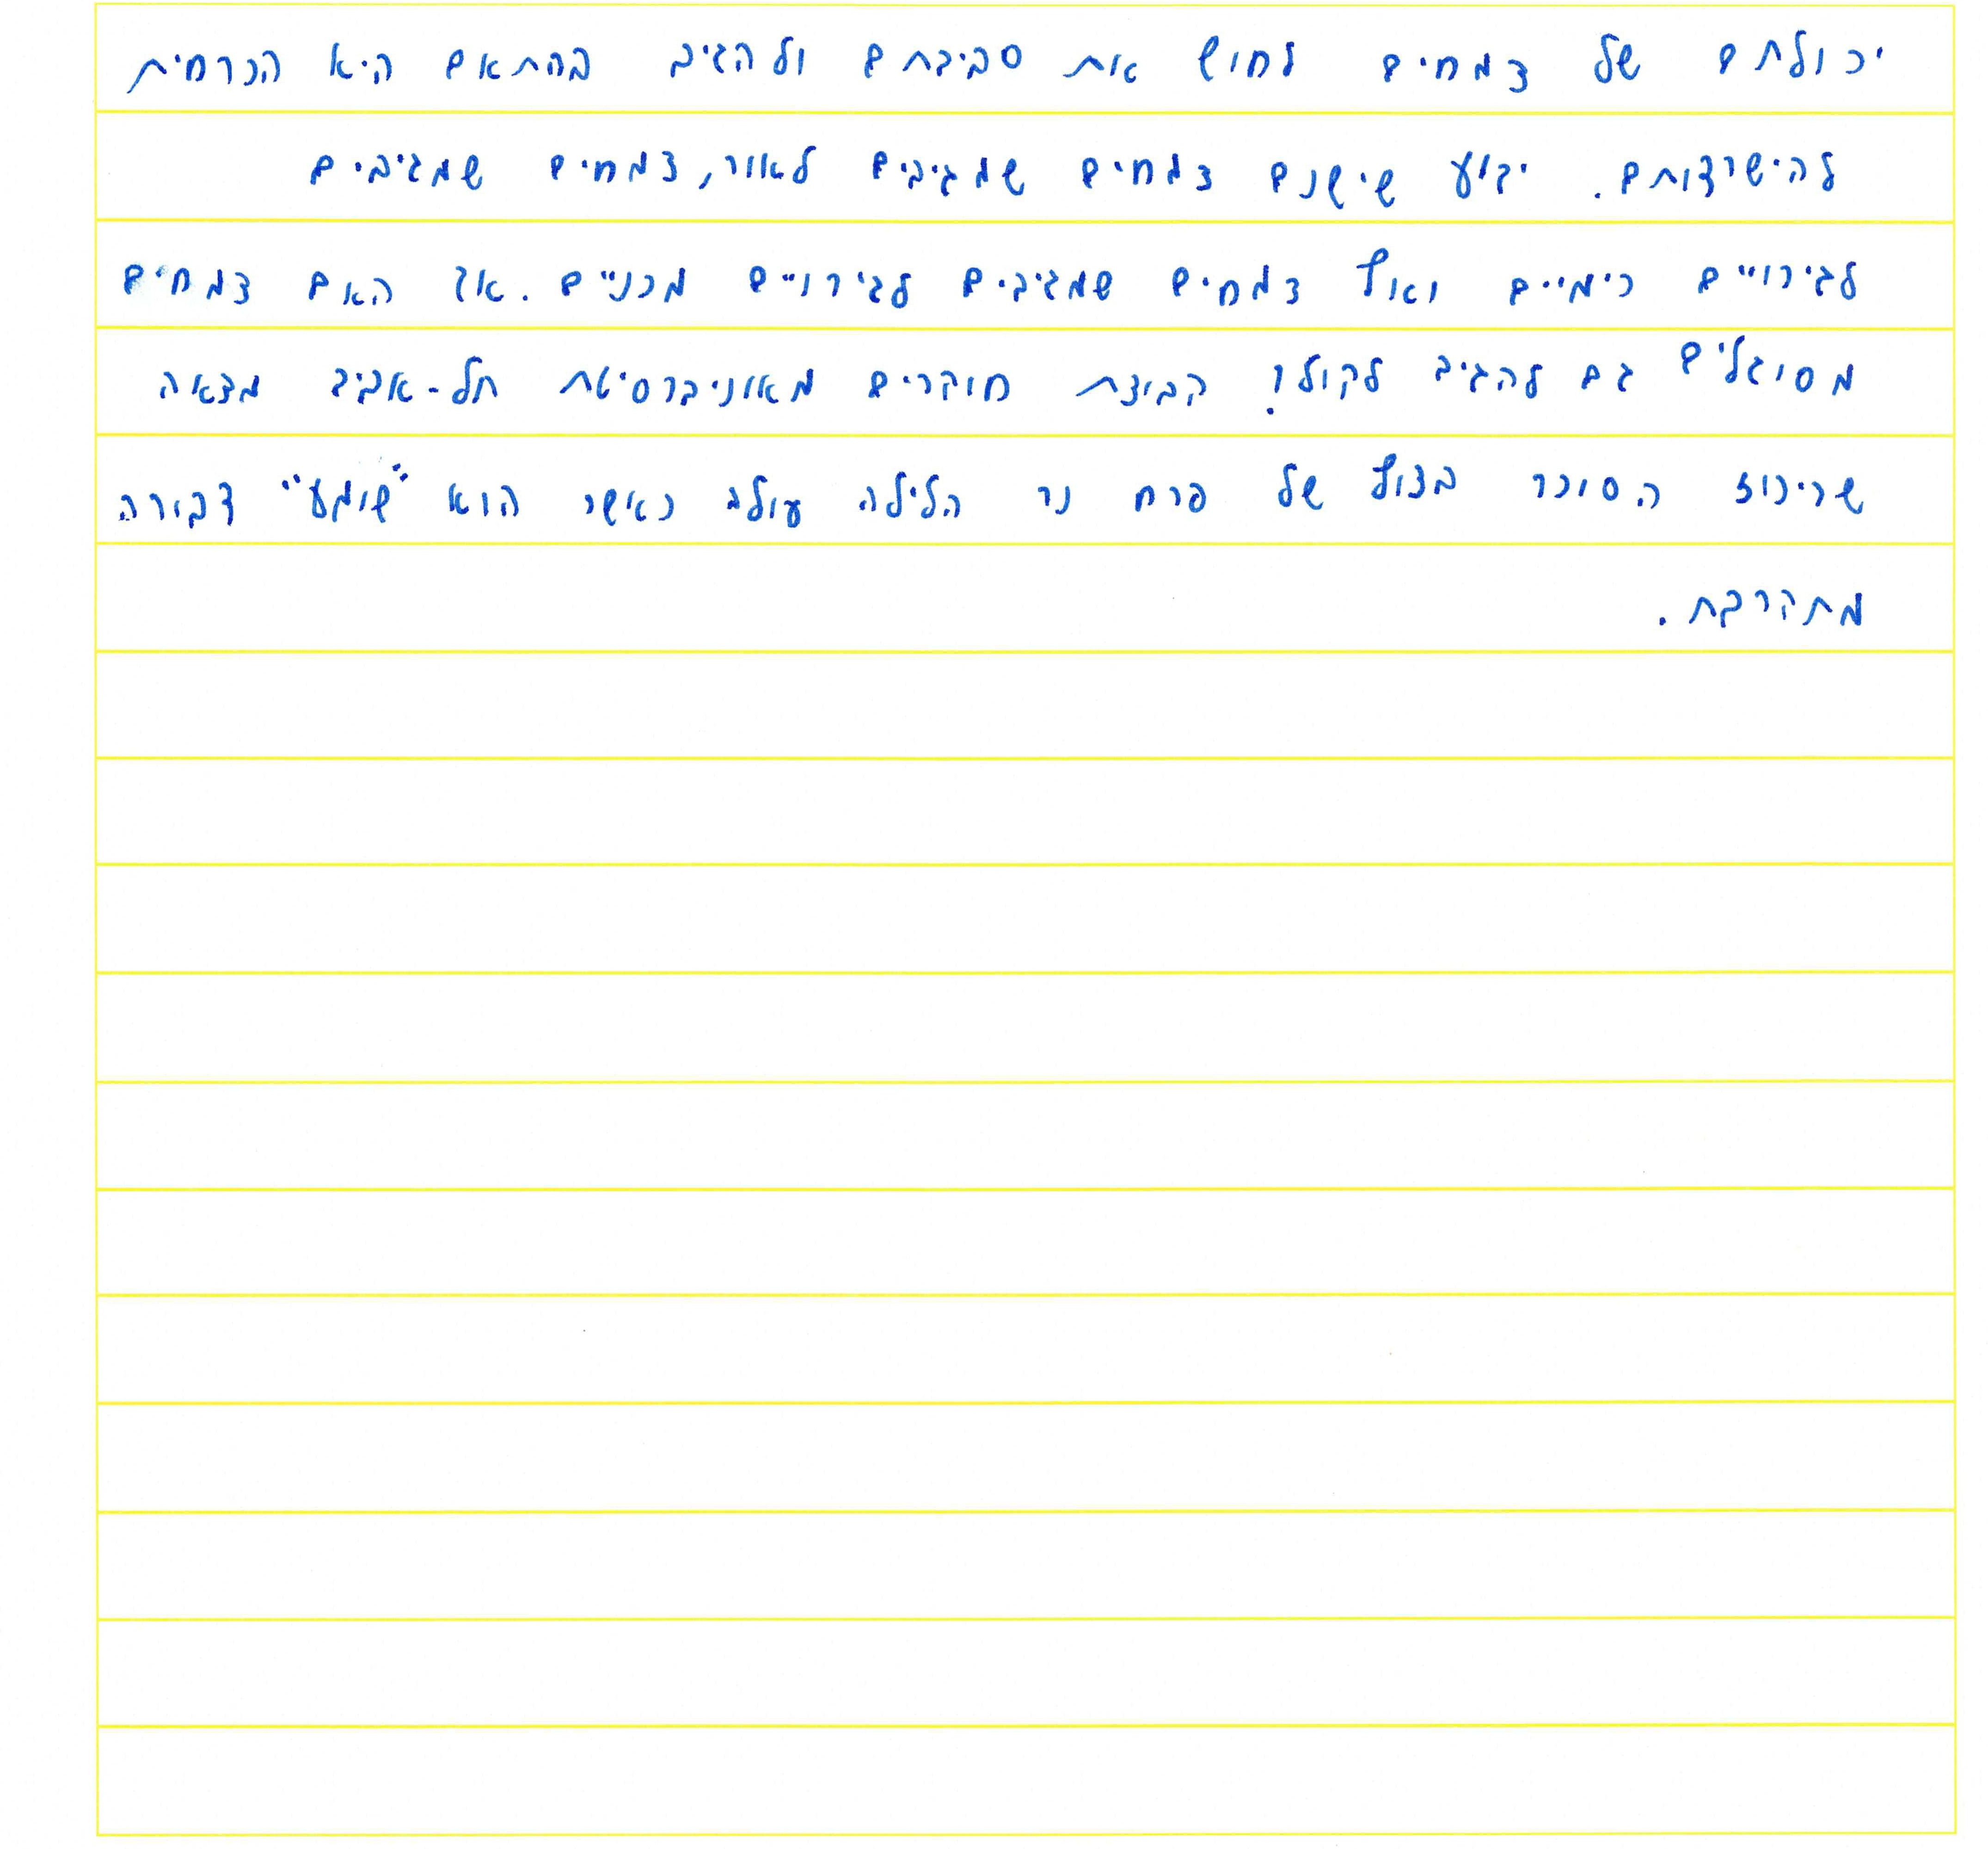 יכולתם של צמחים לחוש את סביבתם ולהגיב בהתאם היא הכרחית
להישרדותם. ידוע שישנם צמחים שמגיבים לאור, צמחים שמגיבים
לגירויים כימיים ואף צמחים שמגיבים לגירויים מכניים. אך האם צמחים
מסוגלים גם להגיב לקול? קבוצת חוקרים מאוניברסיטת תל-אביב מצאה
שריכוז הסוכר בצוף של פרח נר הלילה עולה כאשר הוא "שומע" דבורה
מתקרבת.